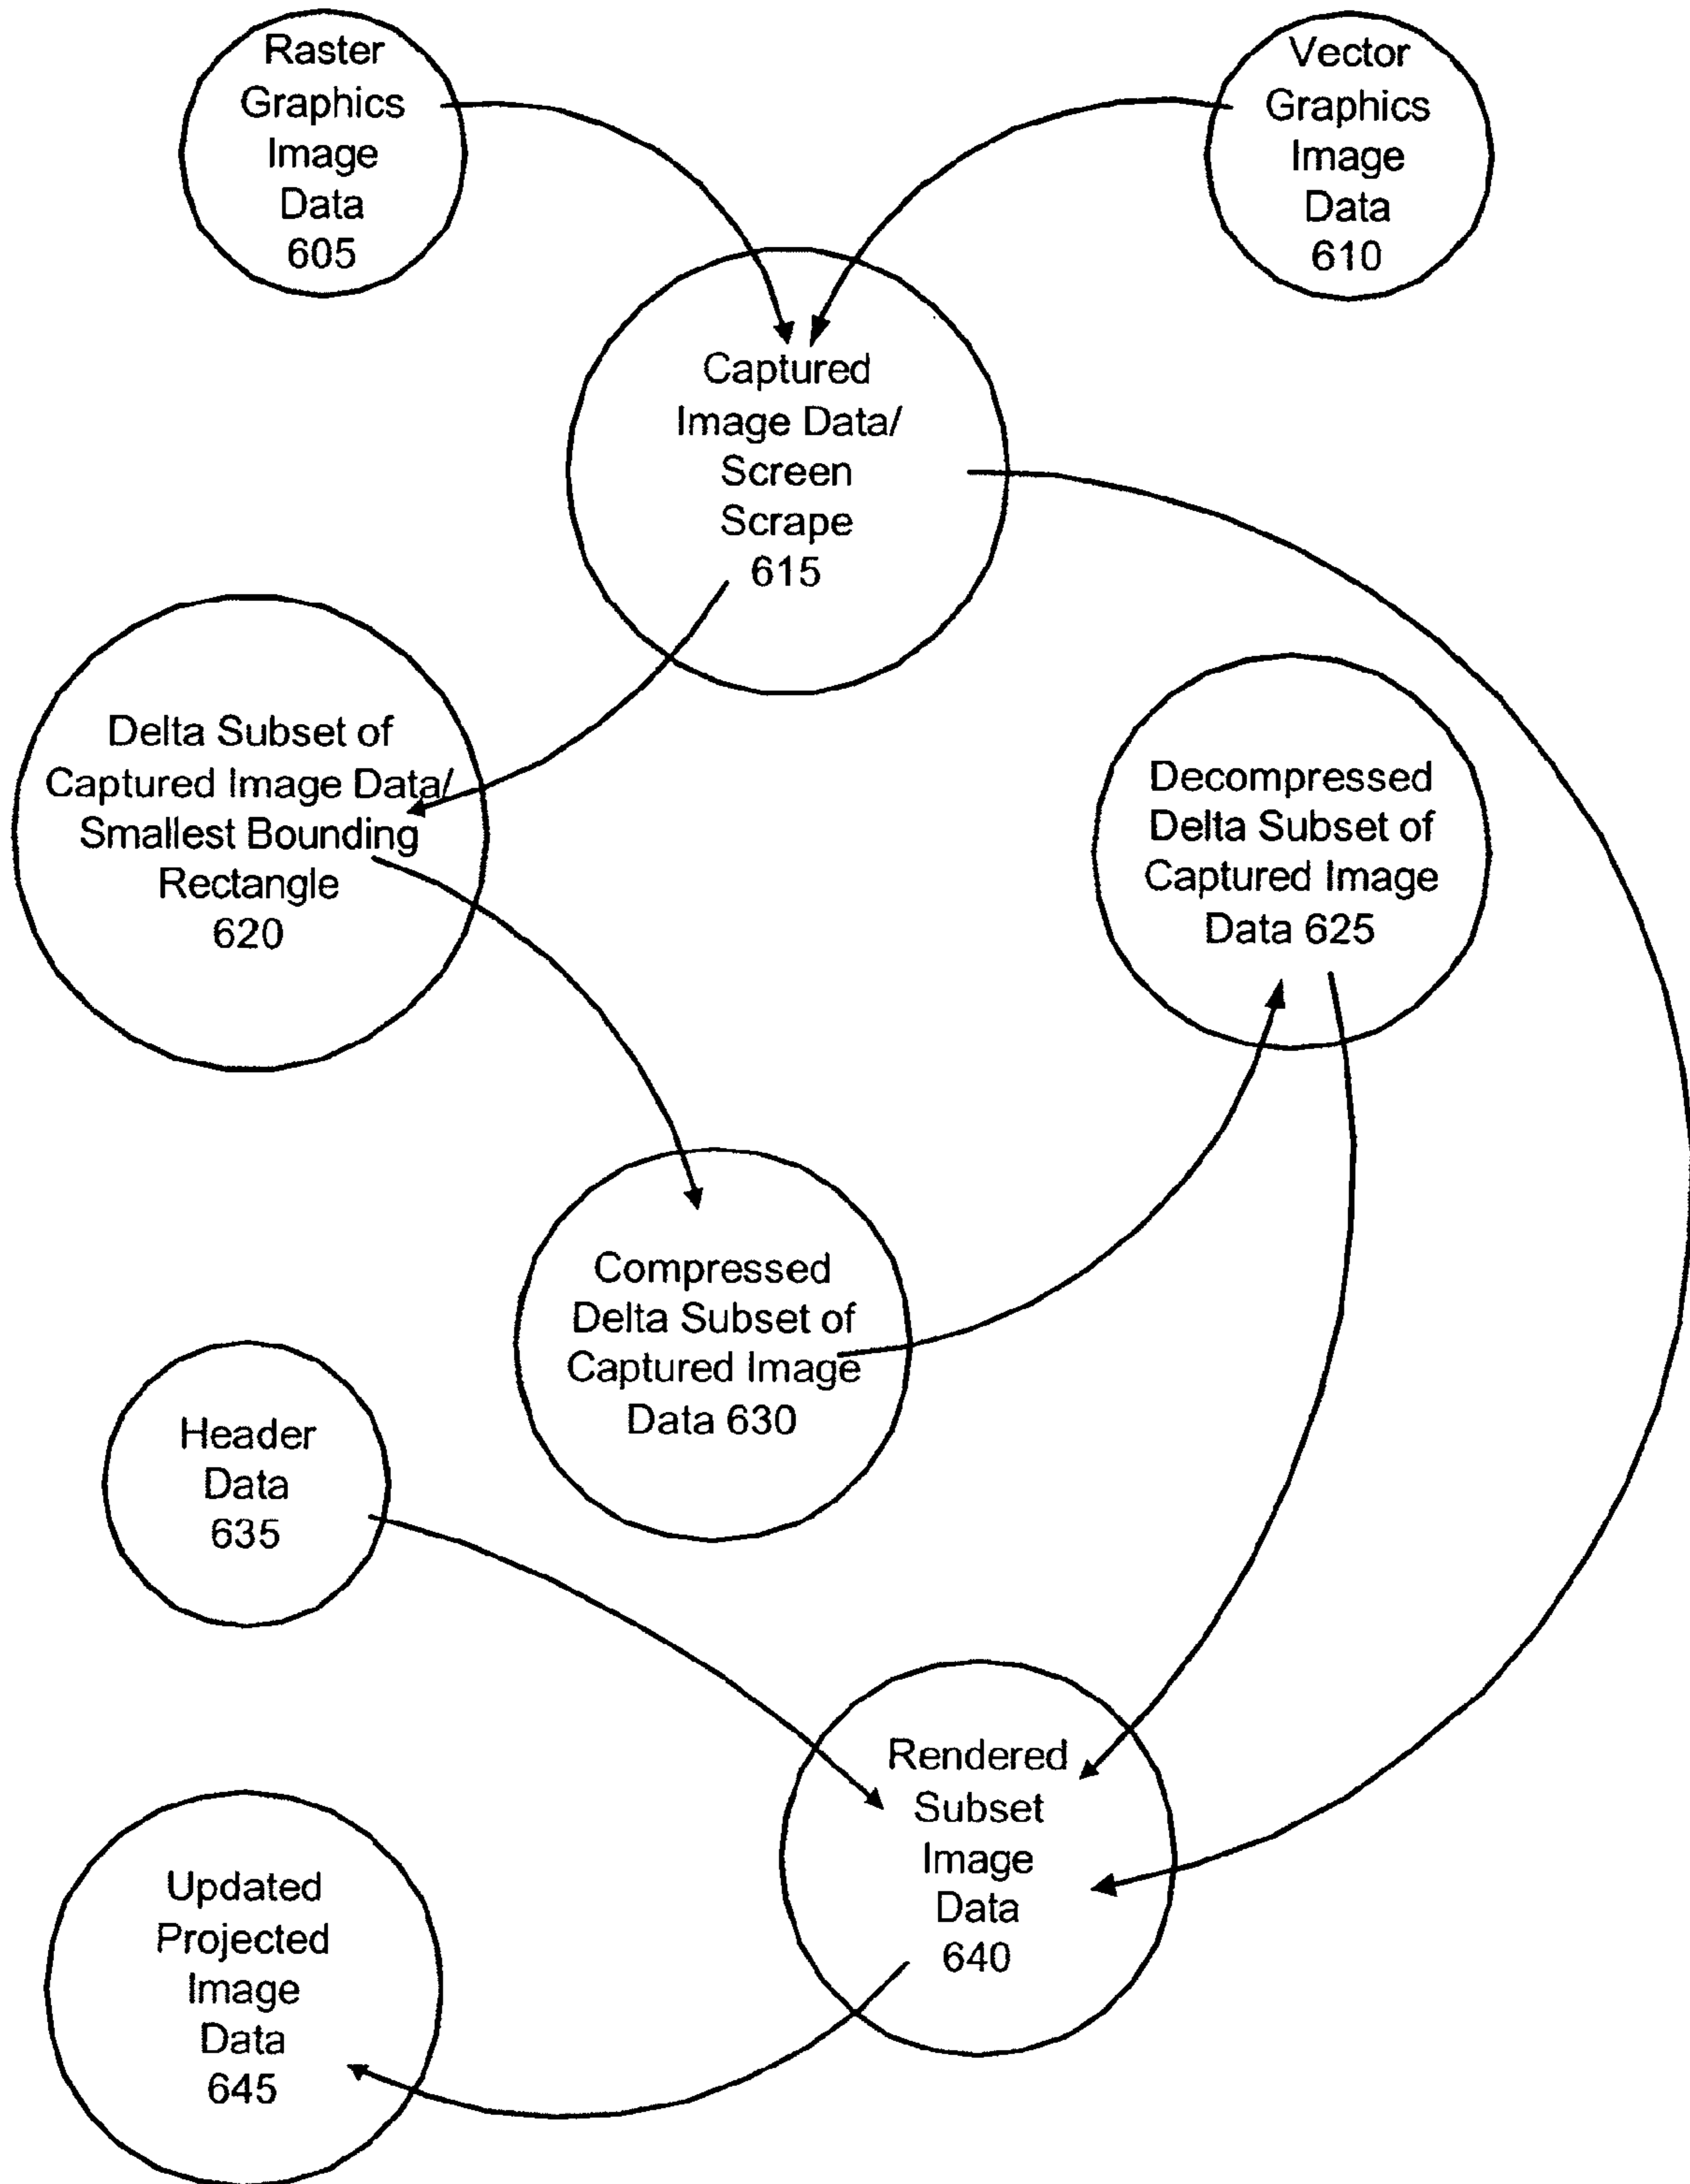 Raster
Graphics
Image
Data
605
Vector
Graphics
Image
Data
610
Captured
Image Data/
Screen
Scrape
615
Delta Subset of
Captured Image Data/
Smallest Bounding
Rectangle
620
Decompressed
Delta Subset of
Captured Image
Data 625
Compressed
Delta Subset of
Captured Image
Data 630
Header
Data
635
Rendered
Subset
Image
Data
640
Updated
Projected
Image
Data
645